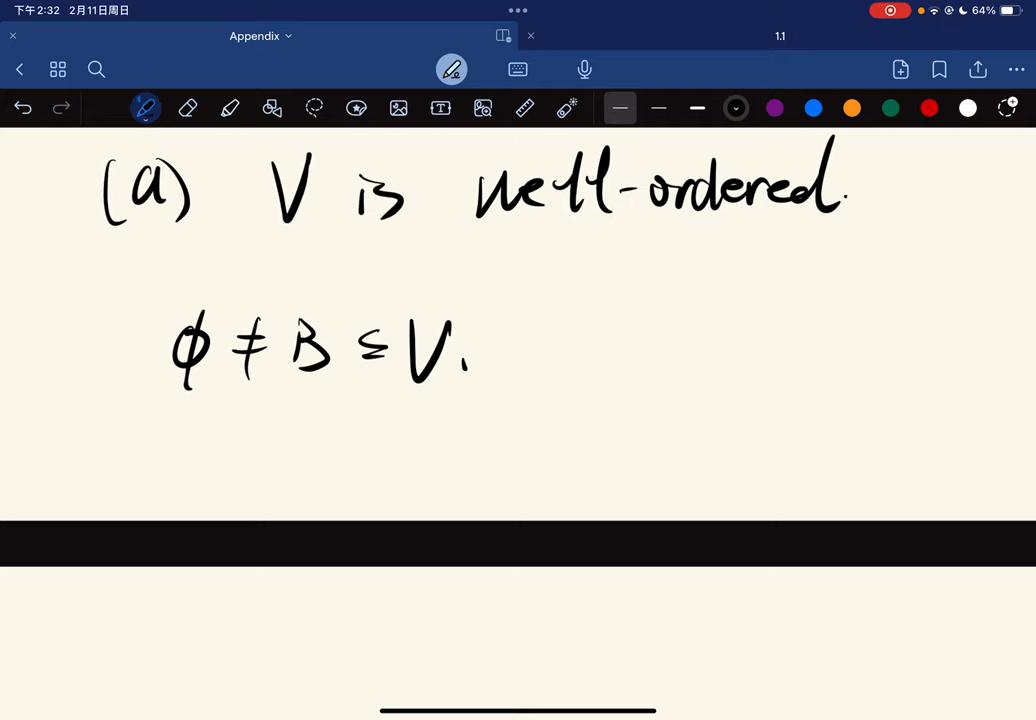 下午2:32 2月11日周日
64%
Appendix
1.1
(a) V is well-ordered.
ϕ ≠ B ⊆ V.